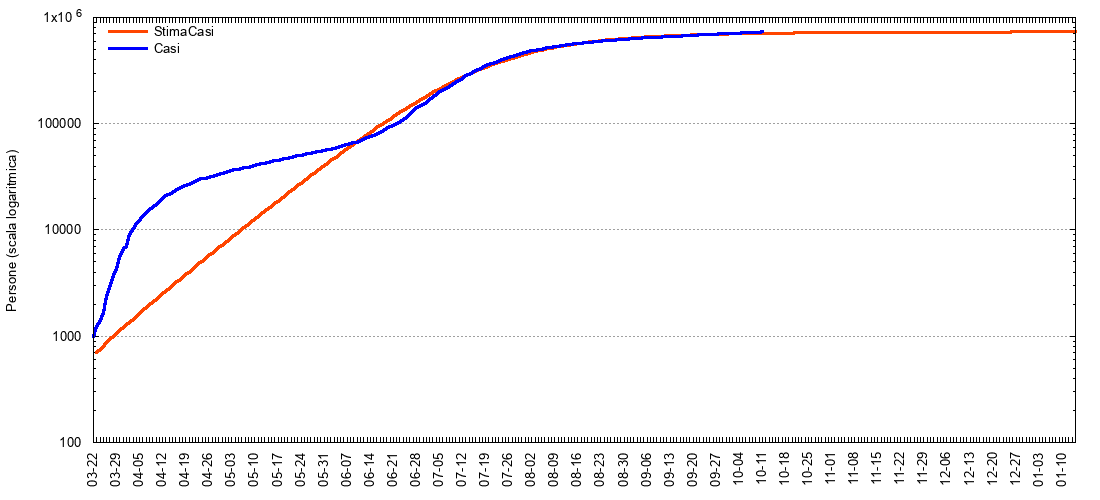 1x10 6
StimaCasi
Casi
100000
10000
1000
100
Persone (scala logaritmica)
03-22 03-29 04-05 04-12 04-19 04-26 05-03 05-10 05-17 05-24 05-31 06-07 06-14 06-21 06-28 07-05 07-12 07-19 07-26 08-02 08-09 08-16 08-23 08-30 09-06 09-13 09-20 09-27 10-04 10-11 10-18 10-25 11-01 11-08 11-15 11-22 11-29 12-06 12-13 12-20 12-27 01-03 01-10